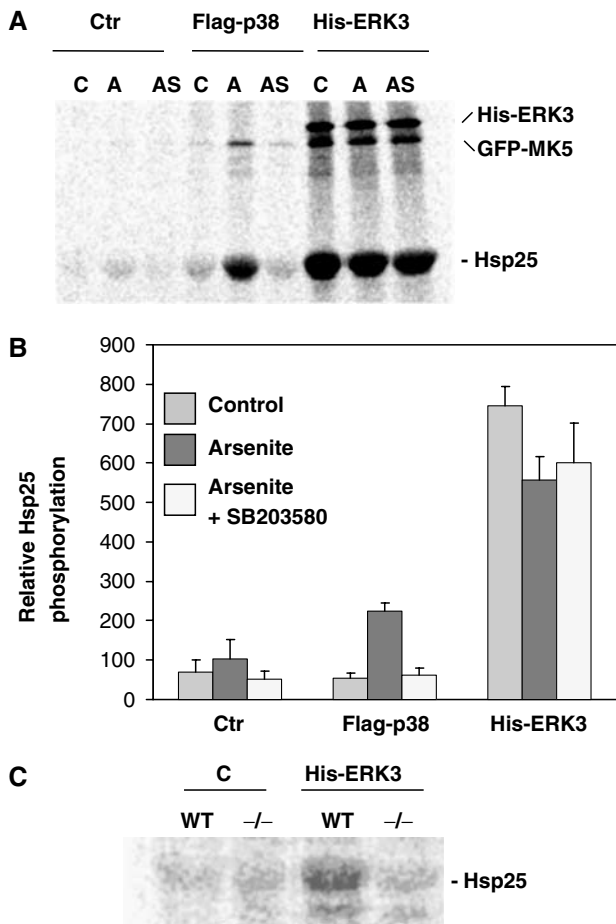 A
Ctr Flag-p38 His-ERK3
C A AS C A AS C A AS
His-ERK3
GFP-MK5
- Hsp25
B
Relative Hsp25
phosphorylation
900
800
700
600
500
400
300
200
100
0
Control
Arsenite
Arsenite
+ SB203580
Ctr Flag-p38 His-ERK3
C
C His-ERK3
WT –/– WT –/–
- Hsp25